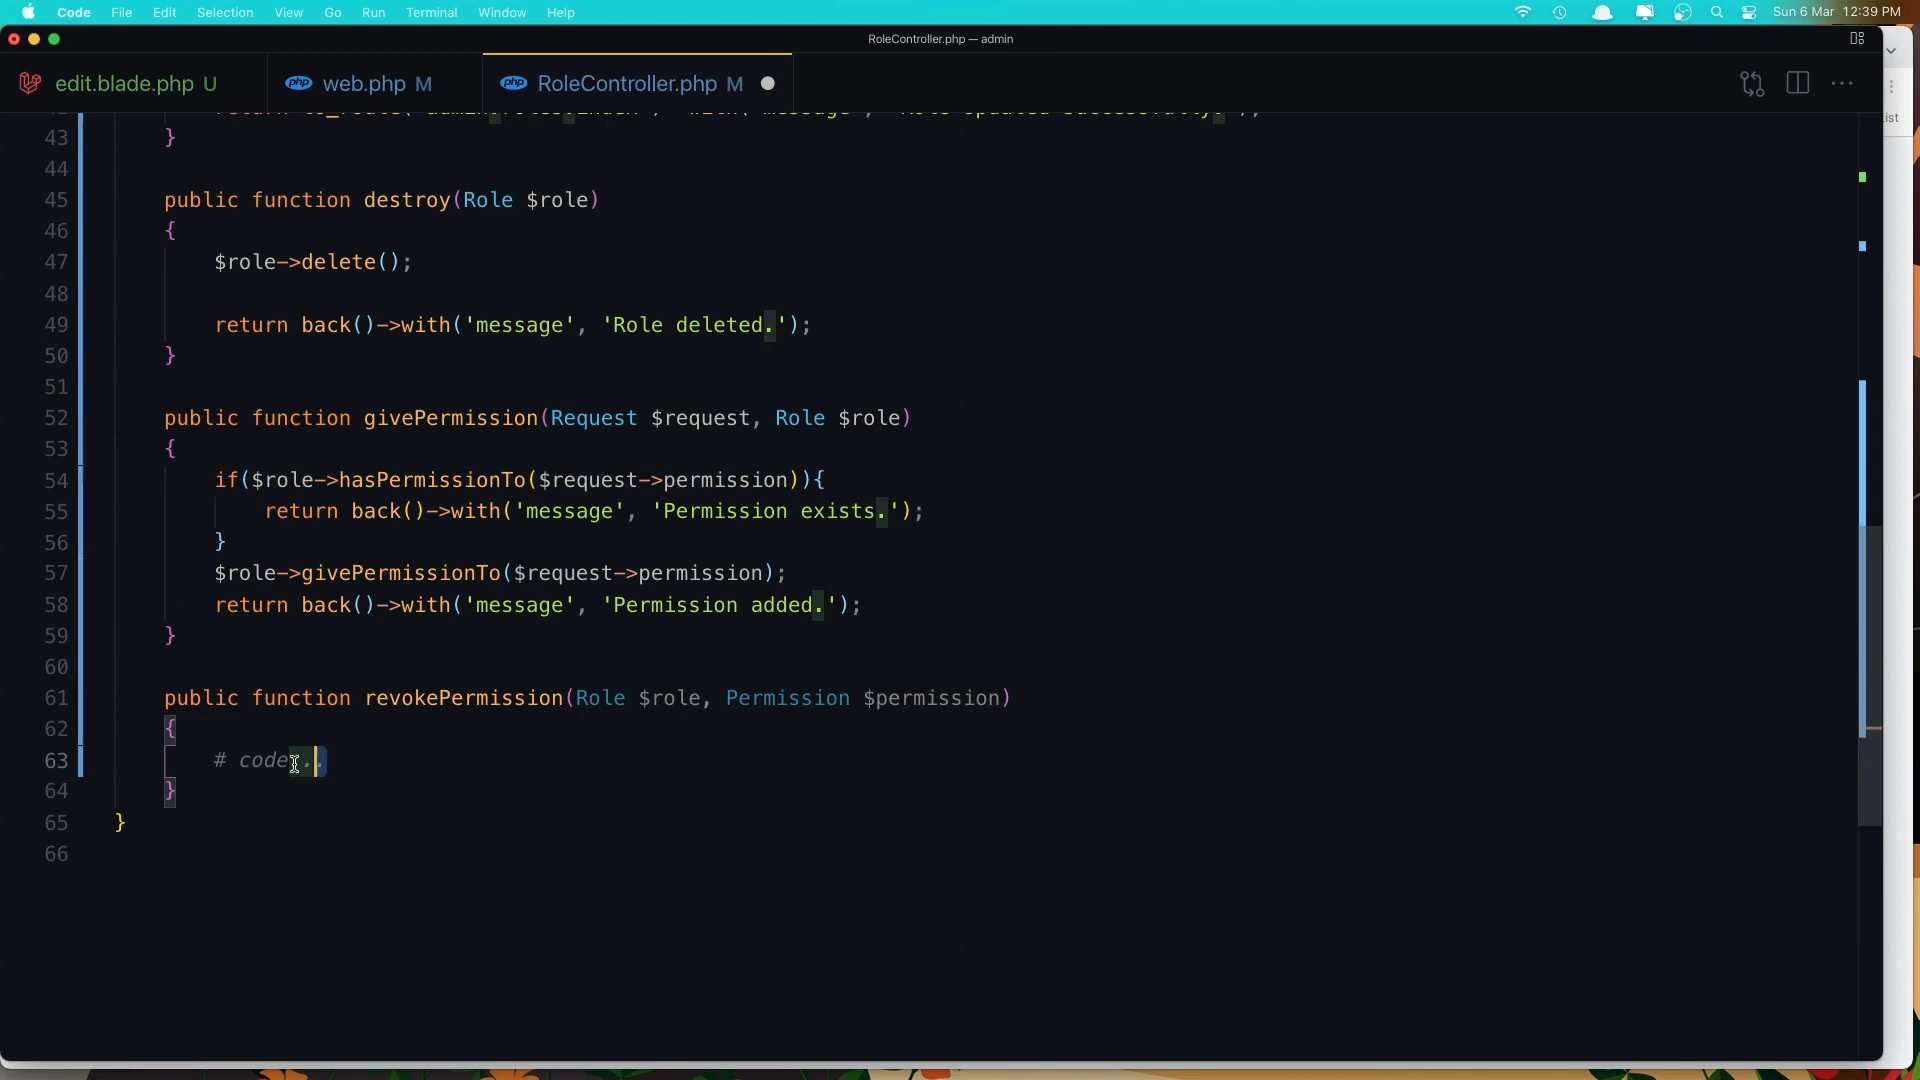 Code File Edit Selection View Go Run Terminal Window Help Sun 6 Mar 12:39 PM
RoleController.php — admin
edit.blade.php U web.php M RoleController.php M
43 }
44
45 public function destroy(Role $role)
46 {
47 $role->delete();
48
49 return back()->with('message', 'Role deleted.');
50 }
51
52 public function givePermission(Request $request, Role $role)
53 {
54 if($role->hasPermissionTo($request->permission)){
55 return back()->with('message', 'Permission exists.');
56 }
57 $role->givePermissionTo($request->permission);
58 return back()->with('message', 'Permission added.');
59 }
60
61 public function revokePermission(Role $role, Permission $permission)
62 {
63 # code...
64 }
65 }
66